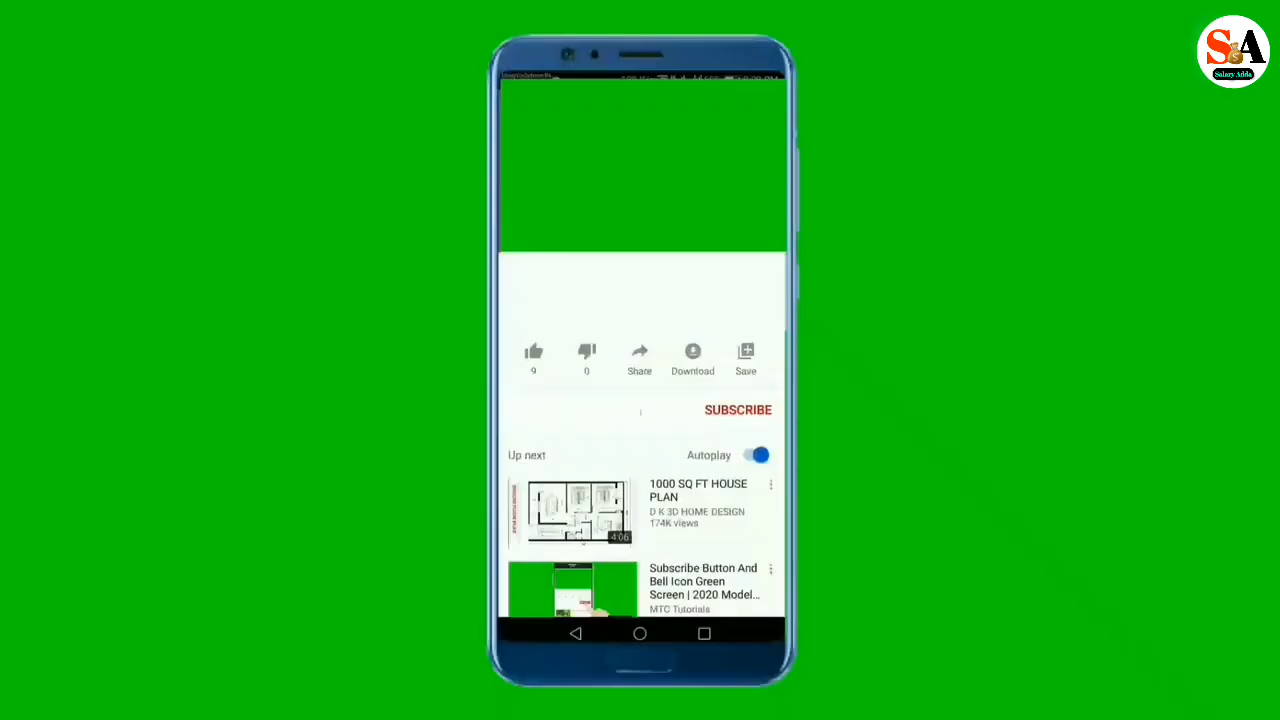 SA
Salary Adda
9
0
Share
Download
Save
SUBSCRIBE
Up next
Autoplay
1000 SQ FT HOUSE
PLAN
D K 3D HOME DESIGN
174K views
4:06
Subscribe Button And
Bell Icon Green
Screen | 2020 Model...
MTC Tutorials